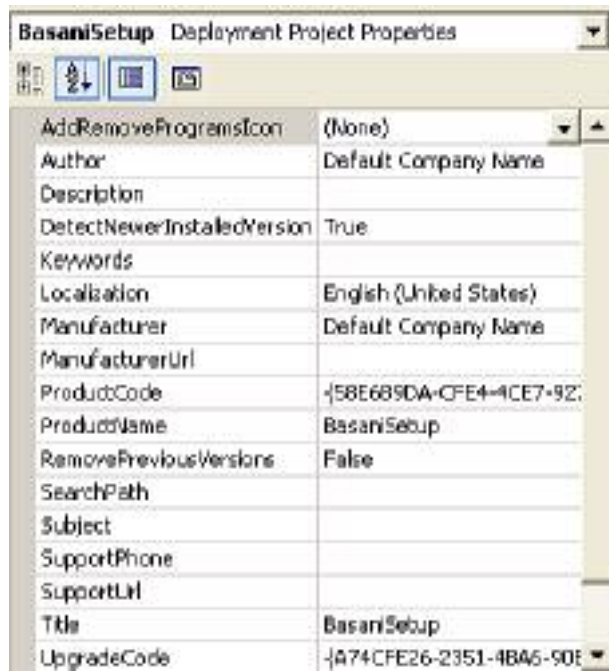 BasaniSetup Deployment Project Properties
AddRemoveProgramsIcon (None)
Author Default Company Name
Description
DetectNewerInstalledVersion True
Keywords
Localization English (United States)
Manufacturer Default Company Name
ManufacturerUrl
ProductCode {58E689DA-CFE4-4CE7-92
ProductName BasaniSetup
RemovePreviousVersions False
SearchPath
Subject
SupportPhone
SupportUrl
Title BasaniSetup
UpgradeCode {A74CFE26-2351-4BA6-90E